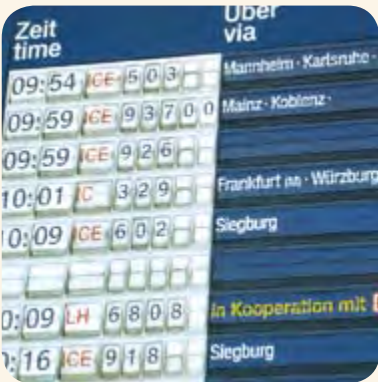 Zeit Über
time via
09:54 ICE 503 Mannheim · Karlsruhe ·
09:59 ICE 93700 Mainz · Koblenz ·
09:59 ICE 926
10:01 IC 329 Frankfurt (M) · Würzburg
10:09 ICE 602 Siegburg
0:09 LH 6808 In Kooperation mit
:16 ICE 918 Siegburg